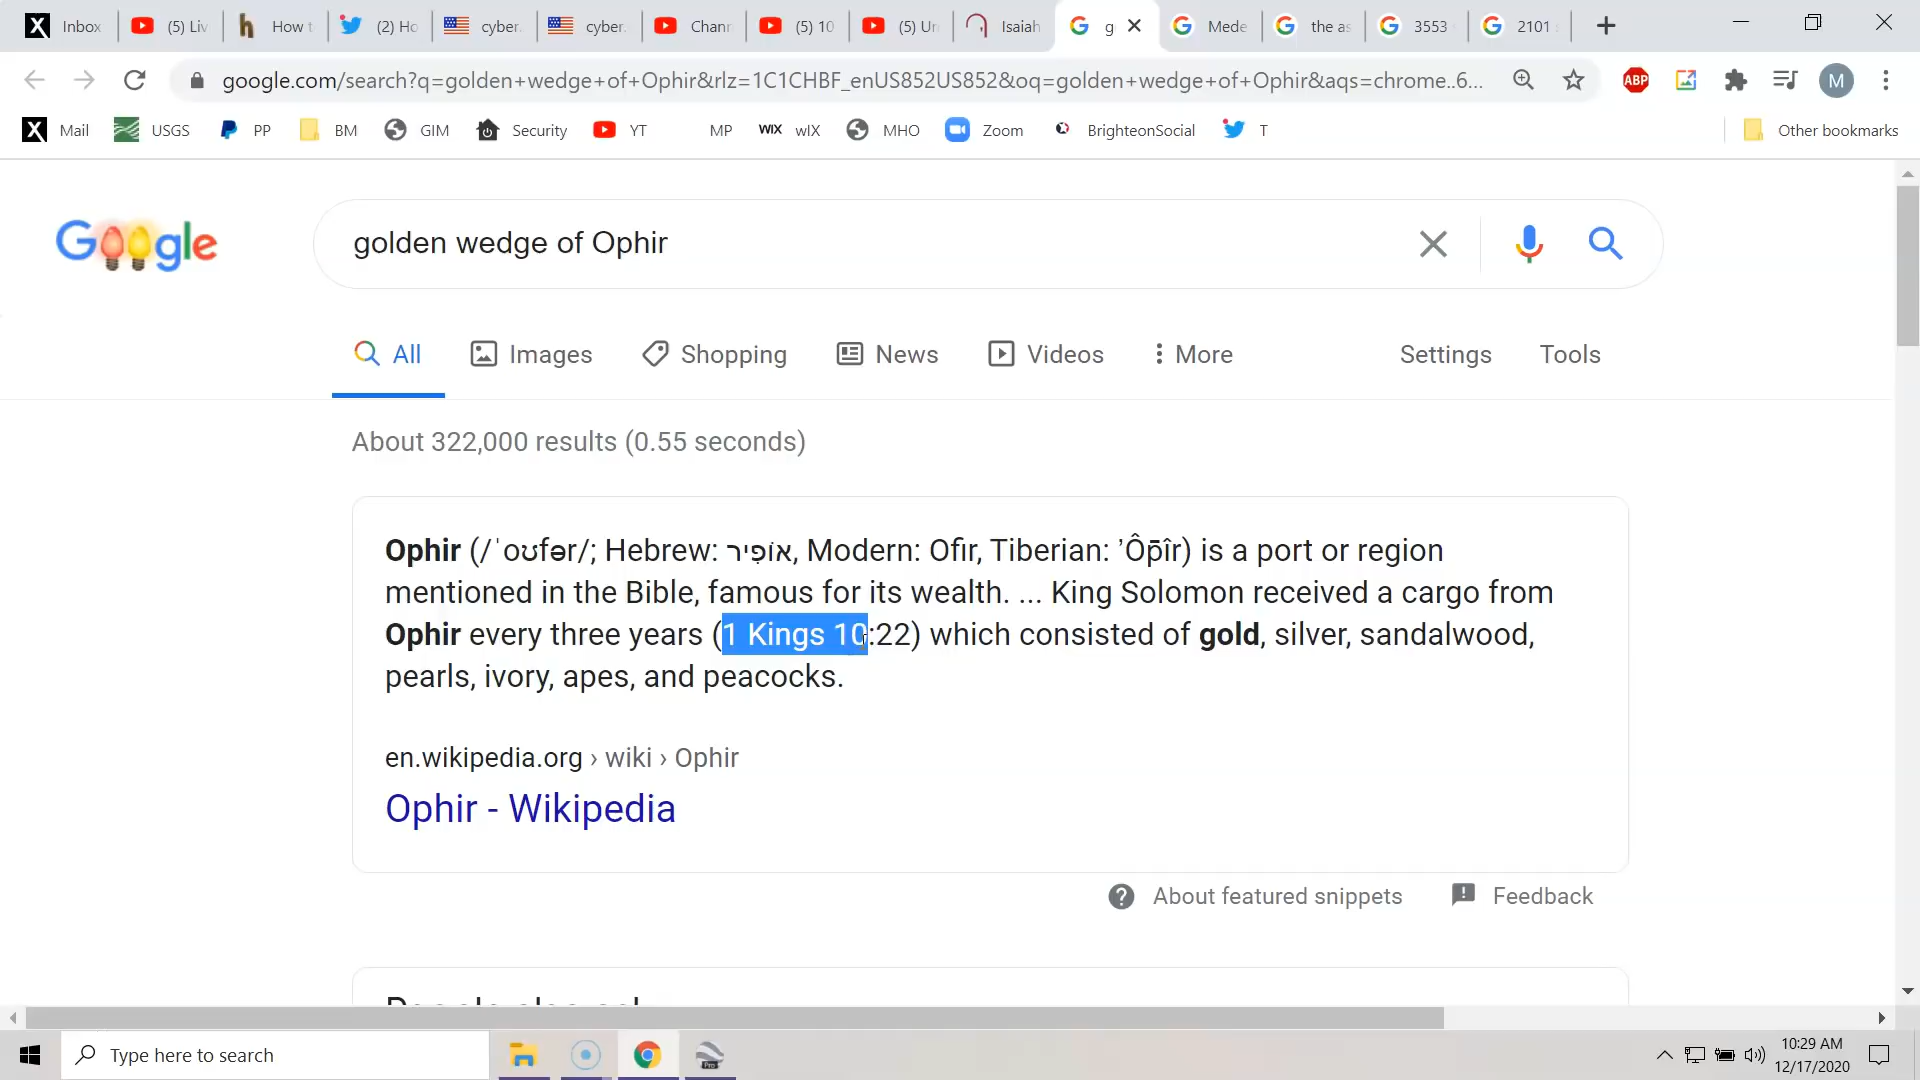 Inbox (5) Liv How t (2) Ho cyber. cyber. Chann (5) 10 (5) Un Isaiah g Mede the as 3553 2101
google.com/search?q=golden+wedge+of+Ophir&rlz=1C1CHBF_enUS852US852&oq=golden+wedge+of+Ophir&aqs=chrome..6... ABP M
Mail USGS PP BM GIM Security YT MP WIX wIX MHO Zoom BrighteonSocial T Other bookmarks
Google golden wedge of Ophir
All Images Shopping News Videos More Settings Tools
About 322,000 results (0.55 seconds)
Ophir (/ˈoʊfər/; Hebrew: אוֹפִיר, Modern: Ofir, Tiberian: ʼÔp̄îr) is a port or region
mentioned in the Bible, famous for its wealth. ... King Solomon received a cargo from
Ophir every three years (1 Kings 10:22) which consisted of gold, silver, sandalwood,
pearls, ivory, apes, and peacocks.
en.wikipedia.org › wiki › Ophir
Ophir - Wikipedia
About featured snippets Feedback
Type here to search 10:29 AM
12/17/2020